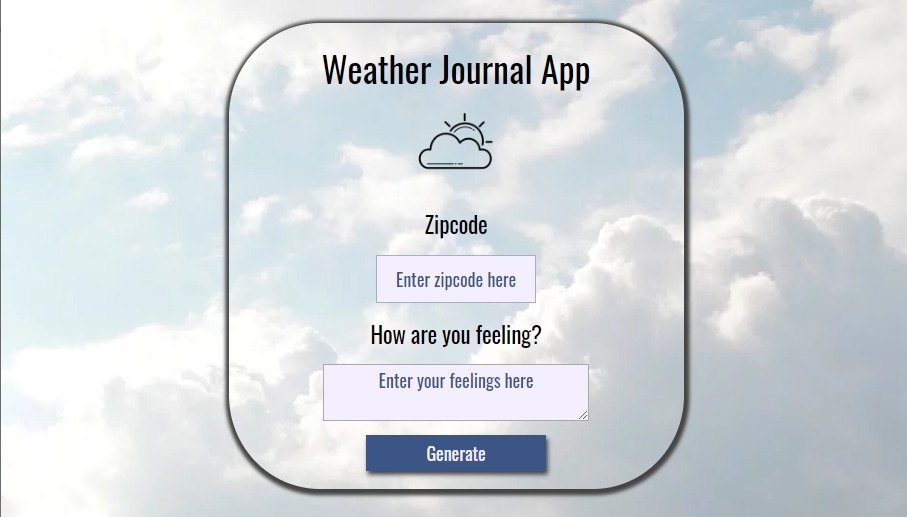 Weather Journal App
Zipcode
Enter zipcode here
How are you feeling?
Enter your feelings here
Generate